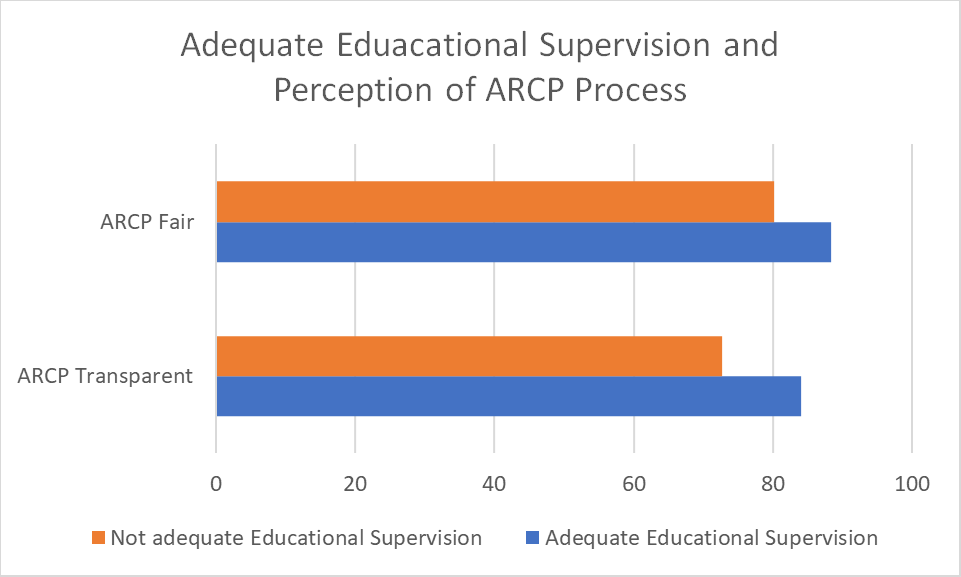 Adequate Eduacational Supervision and
Perception of ARCP Process
ARCP Fair
ARCP Transparent
0 20 40 60 80 100
Not adequate Educational Supervision Adequate Educational Supervision